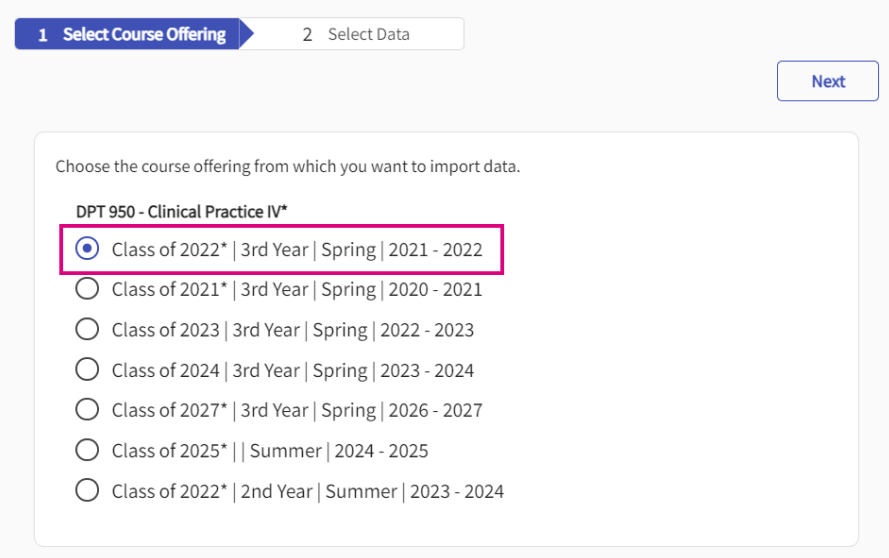 1 Select Course Offering 2 Select Data
Next
Choose the course offering from which you want to import data.
DPT 950 - Clinical Practice IV*
Class of 2022* | 3rd Year | Spring | 2021 - 2022
Class of 2021* | 3rd Year | Spring | 2020 - 2021
Class of 2023 | 3rd Year | Spring | 2022 - 2023
Class of 2024 | 3rd Year | Spring | 2023 - 2024
Class of 2027* | 3rd Year | Spring | 2026 - 2027
Class of 2025* | | Summer | 2024 - 2025
Class of 2022* | 2nd Year | Summer | 2023 - 2024